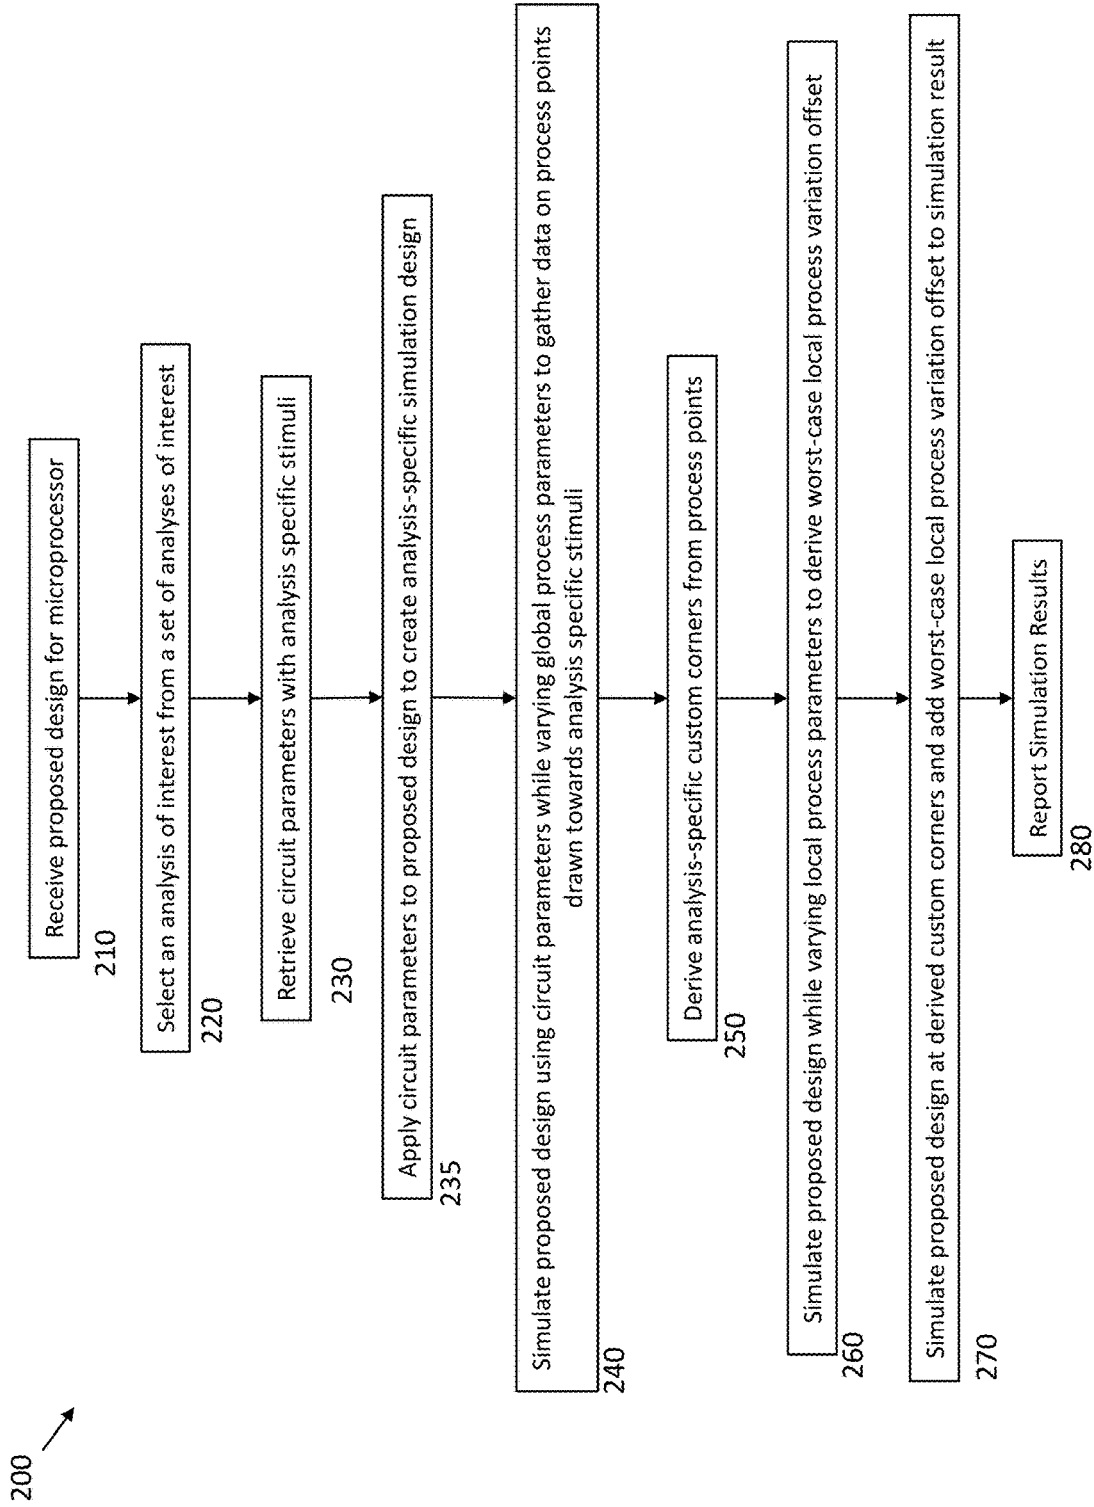 200
Receive proposed design for microprocessor
210
Select an analysis of interest from a set of analyses of interest
220
Retrieve circuit parameters with analysis specific stimuli
230
Apply circuit parameters to proposed design to create analysis-specific simulation design
235
Simulate proposed design using circuit parameters while varying global process parameters to gather data on process points
drawn towards analysis specific stimuli
240
Derive analysis-specific custom corners from process points
250
Simulate proposed design while varying local process parameters to derive worst-case local process variation offset
260
Simulate proposed design at derived custom corners and add worst-case local process variation offset to simulation result
270
Report Simulation Results
280